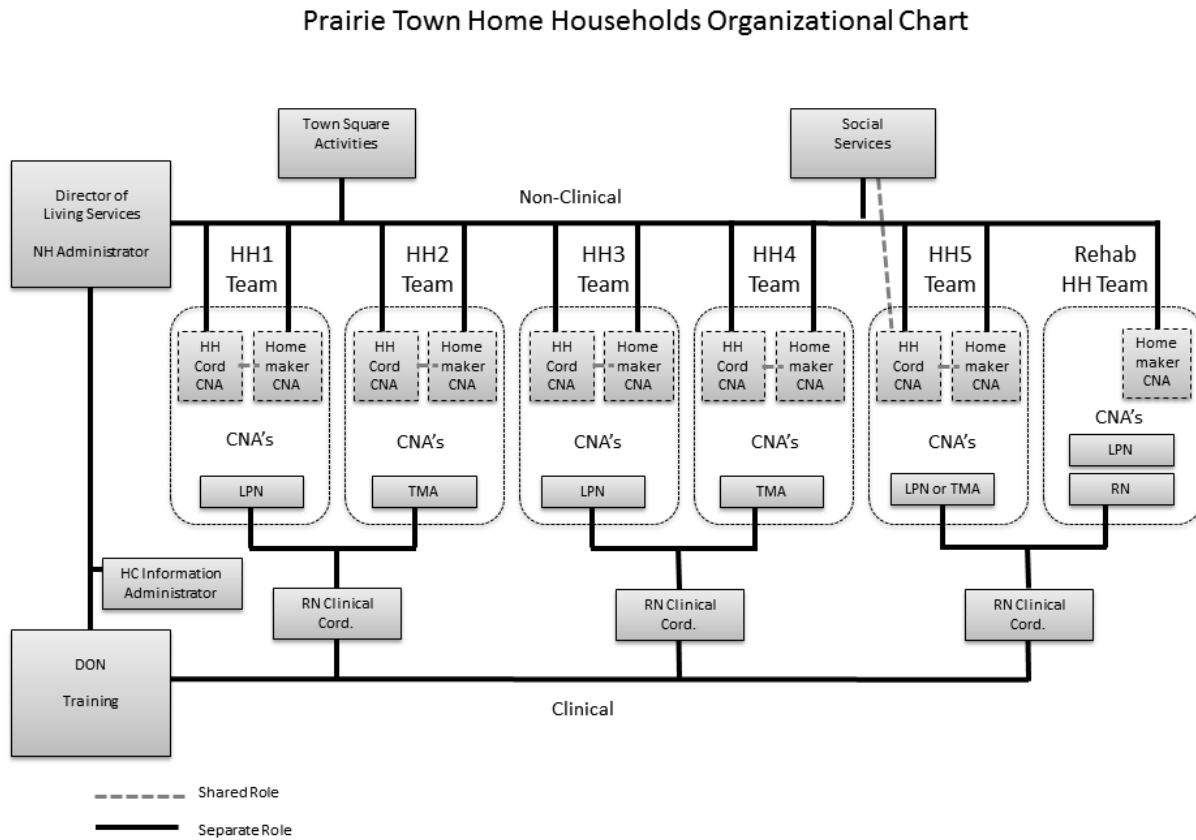 Prairie Town Home Households Organizational Chart
Town Square
Activities
Social
Services
Director of
Living Services
NH Administrator
Non-Clinical
HH1
Team
HH2
Team
HH3
Team
HH4
Team
HH5
Team
Rehab
HH Team
HH
Cord
CNA
Home
maker
CNA
HH
Cord
CNA
Home
maker
CNA
HH
Cord
CNA
Home
maker
CNA
HH
Cord
CNA
Home
maker
CNA
HH
Cord
CNA
Home
maker
CNA
Home
maker
CNA
CNA's
CNA's
CNA's
CNA's
CNA's
CNA's
LPN
TMA
LPN
TMA
LPN or TMA
LPN
RN
HC Information
Administrator
RN Clinical
Cord.
RN Clinical
Cord.
RN Clinical
Cord.
DON
Training
Clinical
Shared Role
Separate Role